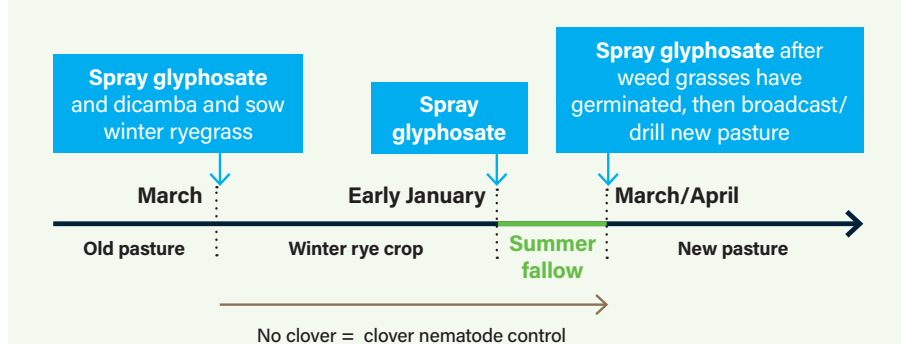 Spray glyphosate
and dicamba and sow
winter ryegrass
Spray
glyphosate
Spray glyphosate after
weed grasses have
germinated, then broadcast/
drill new pasture
March
Early January
March/April
Old pasture
Winter rye crop
Summer
fallow
New pasture
No clover = clover nematode control